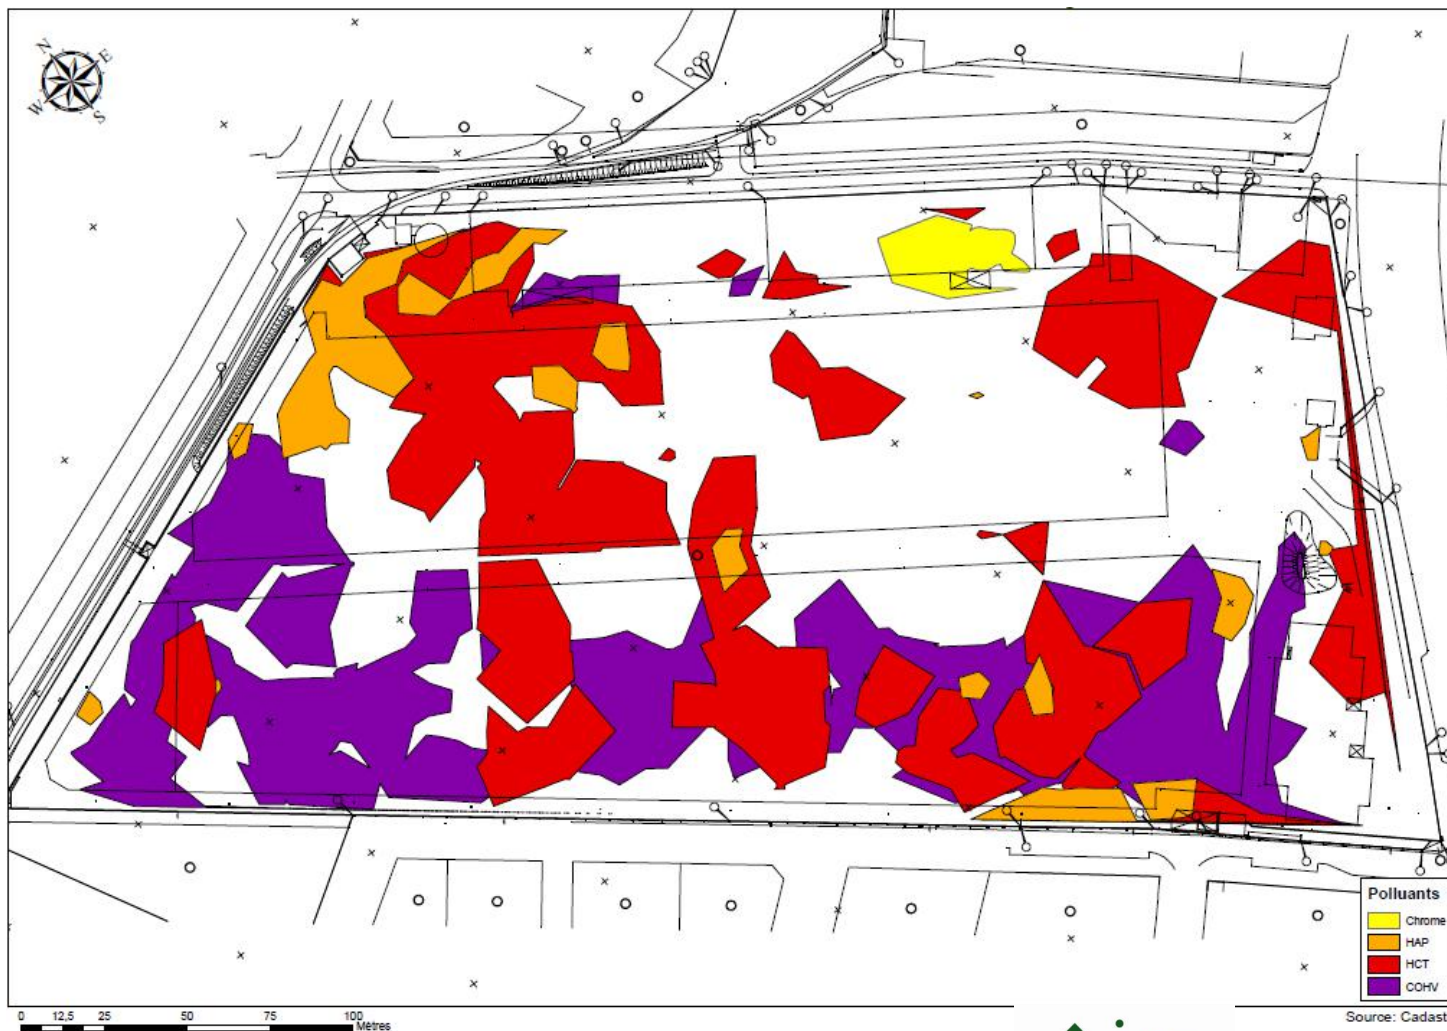 N
E
W
S
Polluants
Chrome
HAP
HCT
COHV
0 12,5 25 50 75 100
Mètres
Source: Cadast